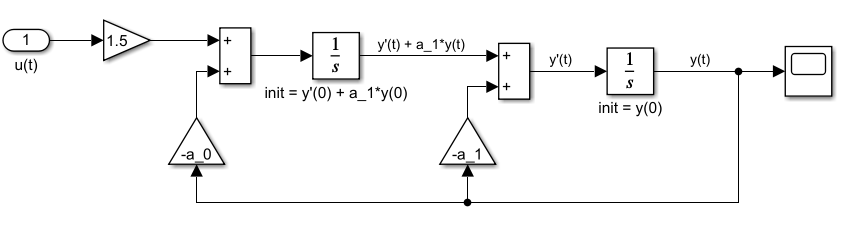 1
u(t)
1.5
+
+
1
s
init = y'(0) + a_1*y(0)
y'(t) + a_1*y(t)
+
+
y'(t)
1
s
init = y(0)
y(t)
-a_0
-a_1